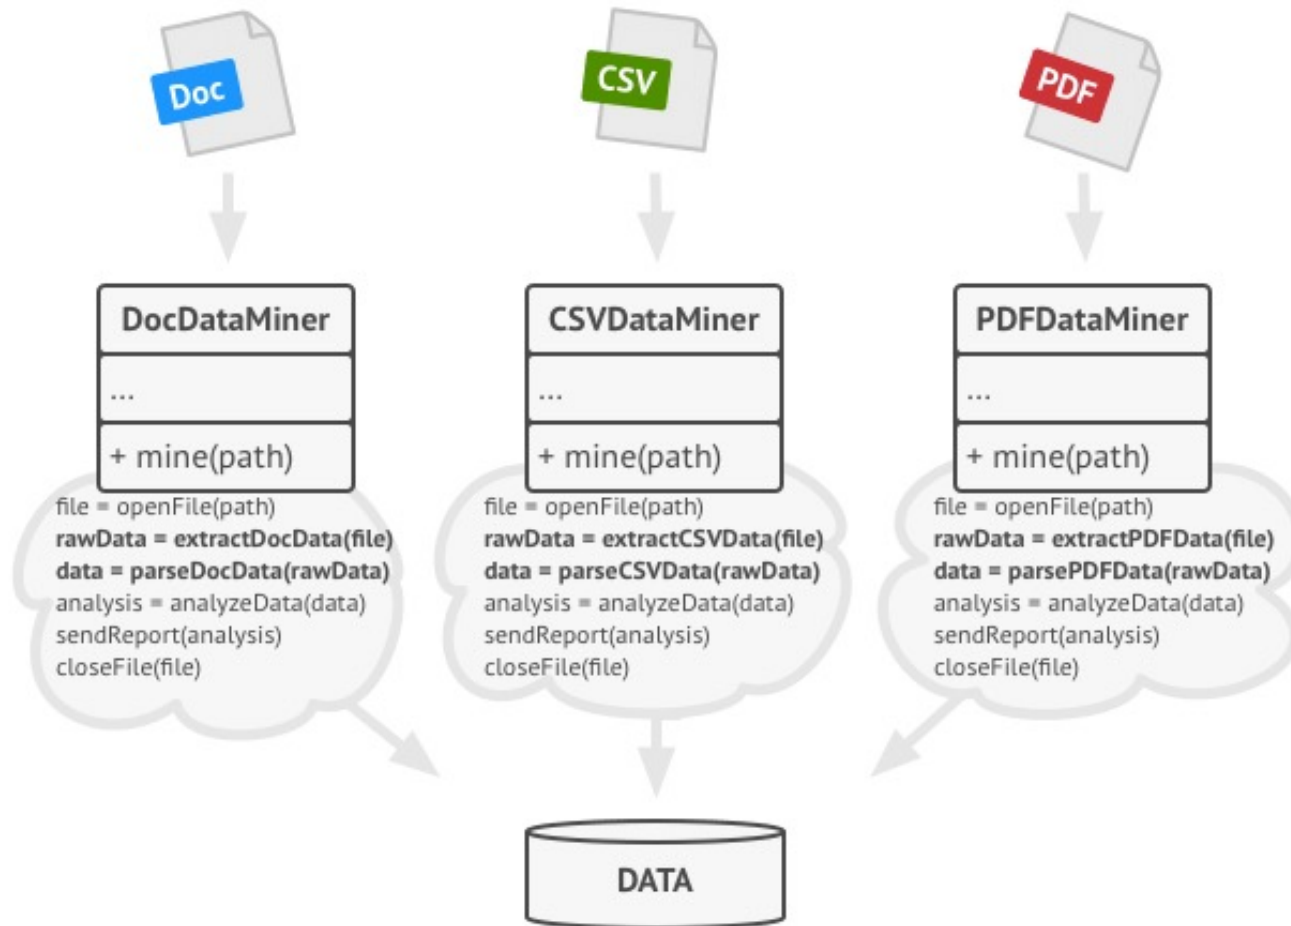 Doc
CSV
PDF
DocDataMiner
...
+ mine(path)
file = openFile(path)
rawData = extractDocData(file)
data = parseDocData(rawData)
analysis = analyzeData(data)
sendReport(analysis)
closeFile(file)
CSVDataMiner
...
+ mine(path)
file = openFile(path)
rawData = extractCSVData(file)
data = parseCSVData(rawData)
analysis = analyzeData(data)
sendReport(analysis)
closeFile(file)
PDFDataMiner
...
+ mine(path)
file = openFile(path)
rawData = extractPDFData(file)
data = parsePDFData(rawData)
analysis = analyzeData(data)
sendReport(analysis)
closeFile(file)
DATA